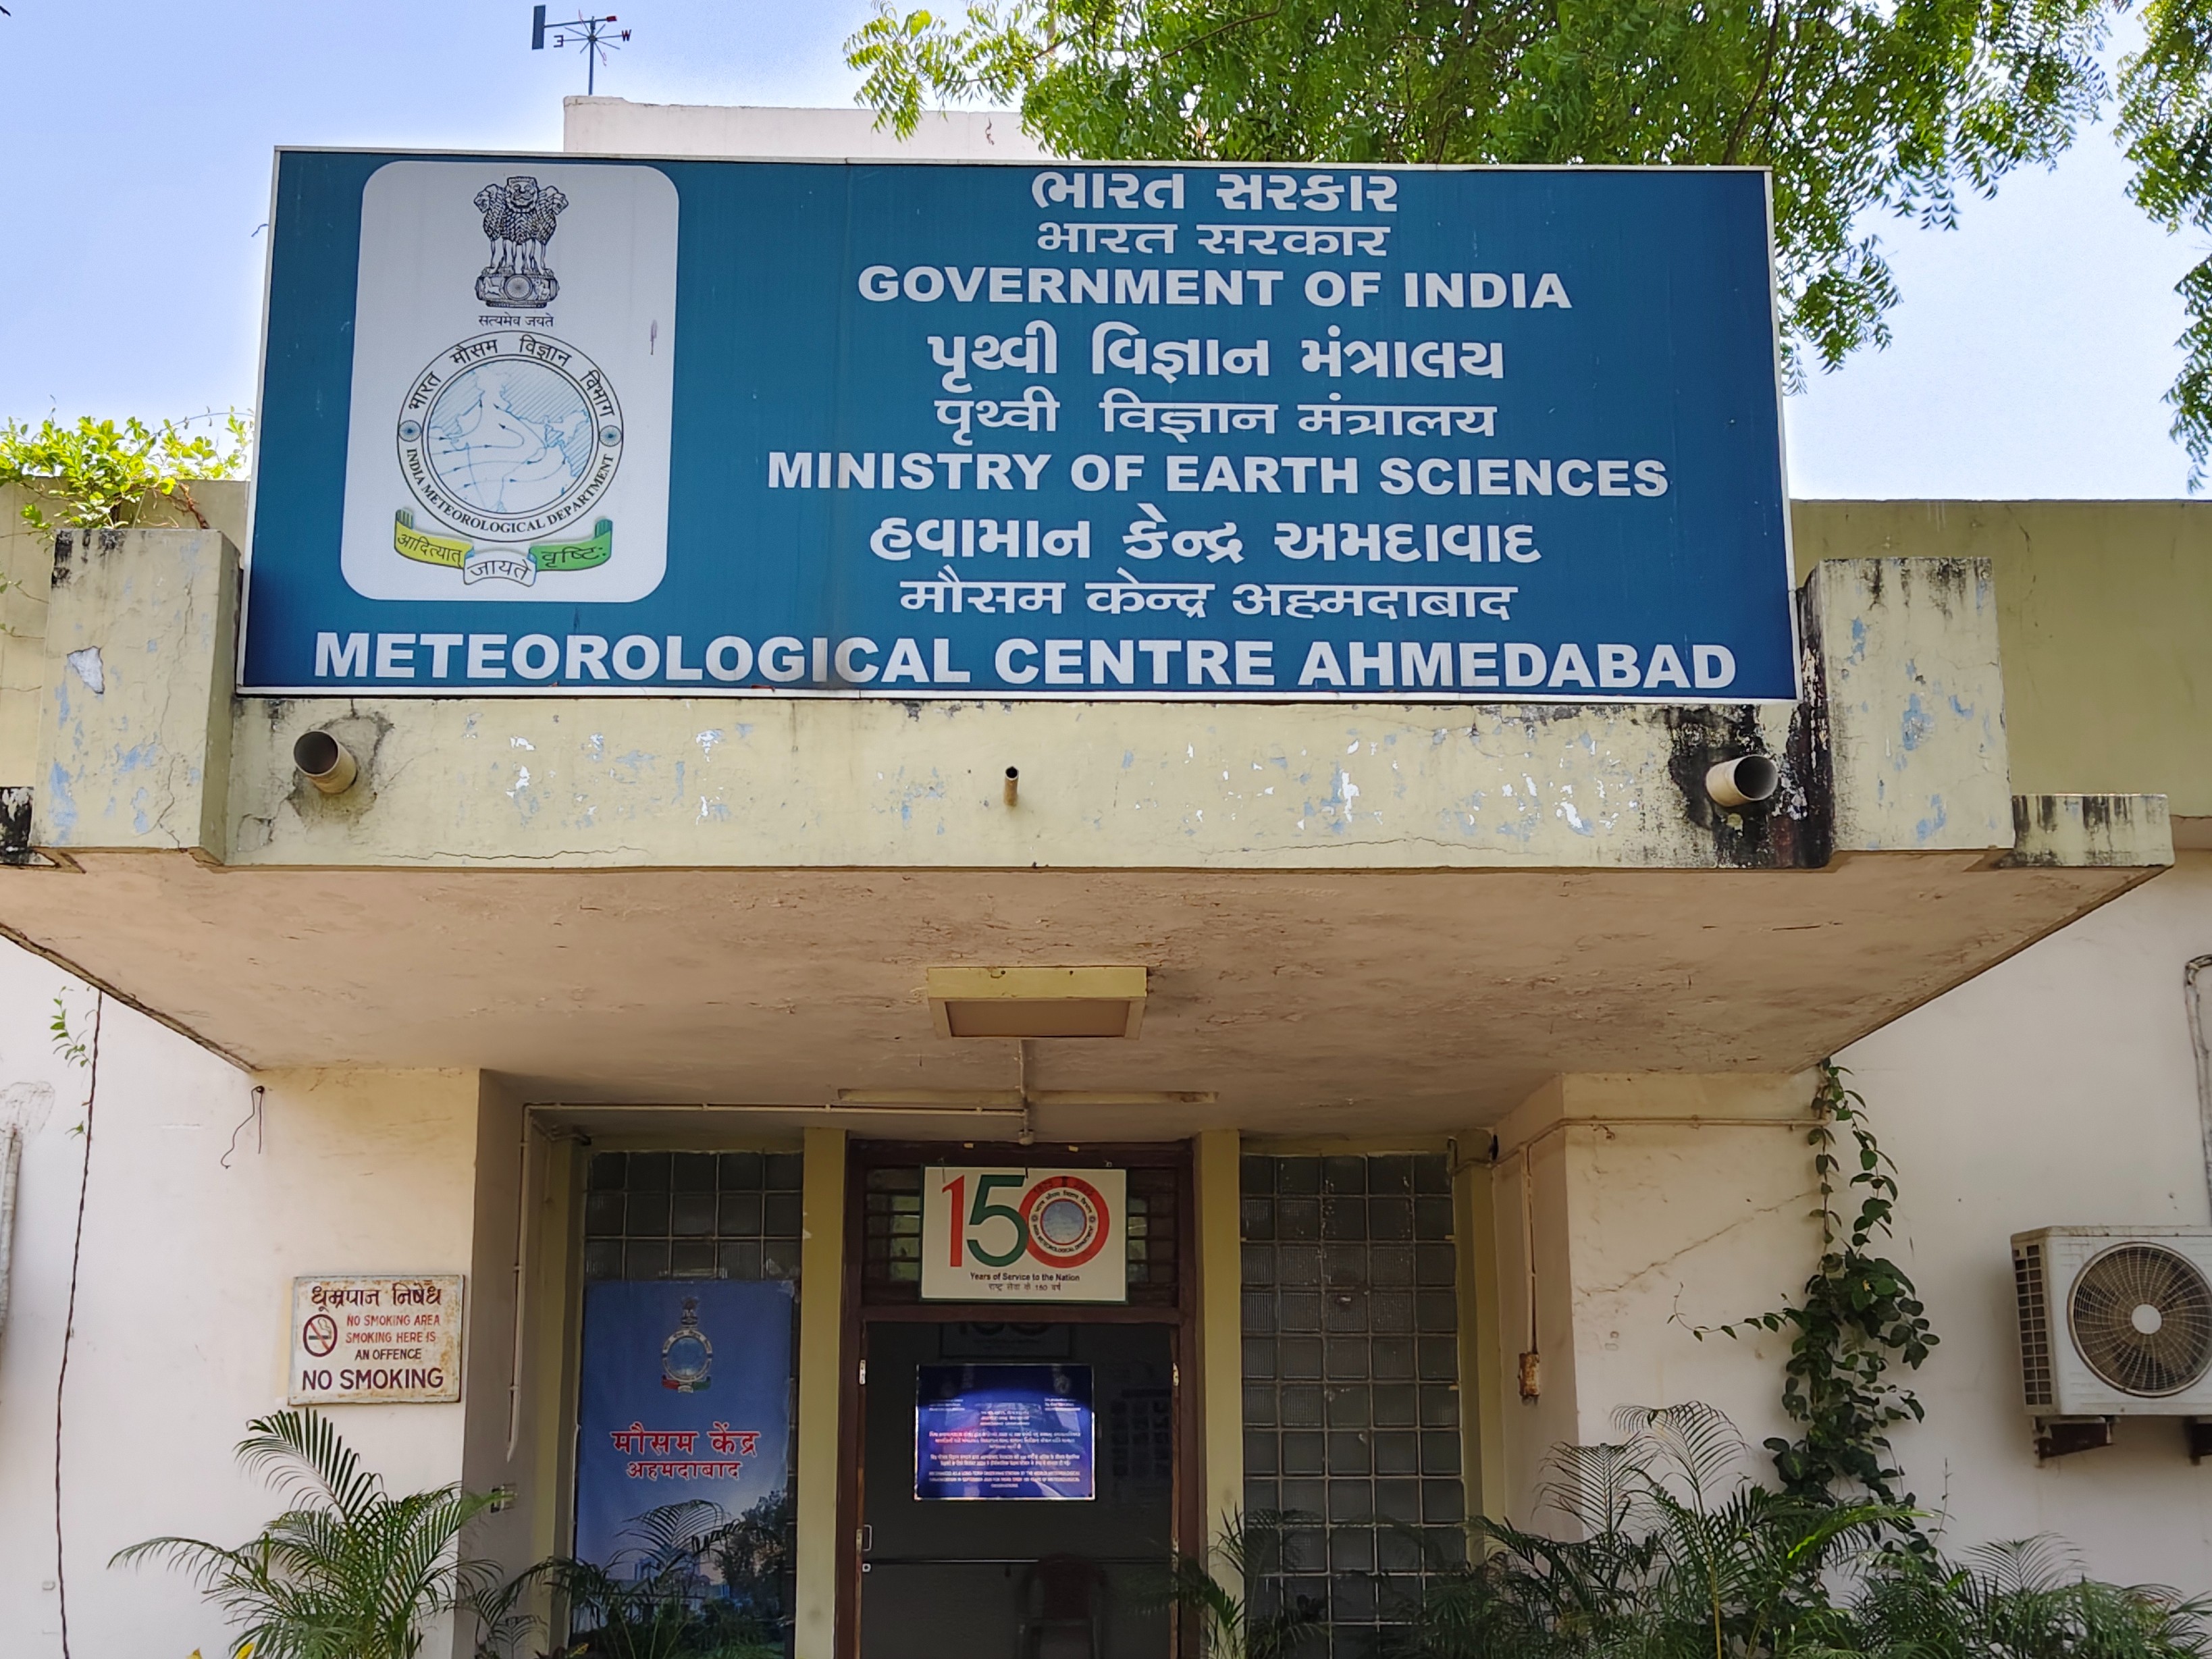 E W
ભારત સરકાર
भारत सरकार
GOVERNMENT OF INDIA
પૃથ્વી વિજ્ઞાન મંત્રાલય
पृथ्वी विज्ञान मंत्रालय
MINISTRY OF EARTH SCIENCES
હવામાન કેન્દ્ર અમદાવાદ
मौसम केन्द्र अहमदाबाद
METEOROLOGICAL CENTRE AHMEDABAD
सत्यमेव जयते
भारत मौसम विज्ञान विभाग
INDIA METEOROLOGICAL DEPARTMENT
आदित्यात् जायते वृष्टि:
150
Years of Service to the Nation
राष्ट्र सेवा के 150 वर्ष
धूम्रपान निषेध
NO SMOKING AREA
SMOKING HERE IS
AN OFFENCE
NO SMOKING
मौसम केंद्र
अहमदाबाद